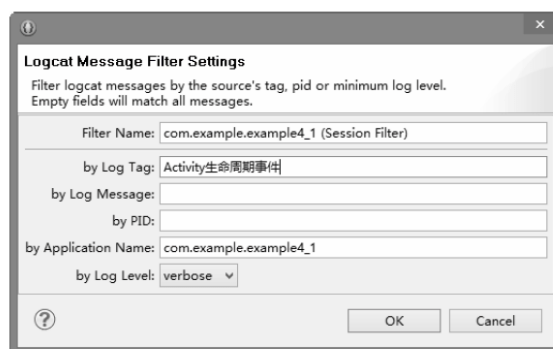 Logcat Message Filter Settings
Filter logcat messages by the source's tag, pid or minimum log level.
Empty fields will match all messages.
Filter Name: com.example.example4_1 (Session Filter)
by Log Tag: Activity生命周期事件
by Log Message:
by PID:
by Application Name: com.example.example4_1
by Log Level: verbose
OK Cancel